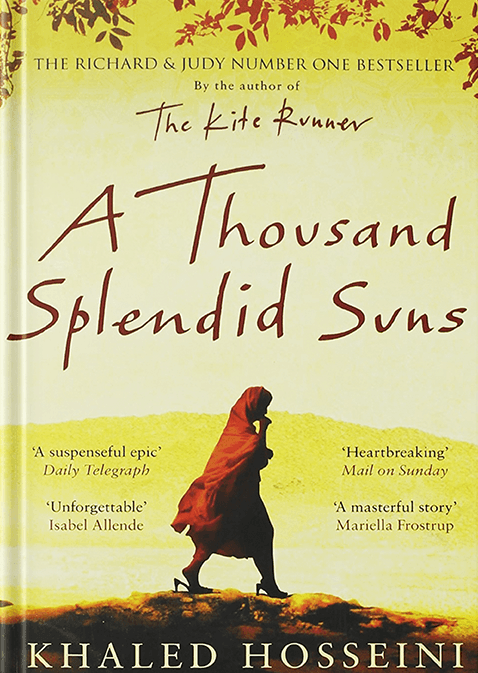 THE RICHARD & JUDY NUMBER ONE BESTSELLER
By the author of
The Kite Runner
A Thousand
Splendid Suns
'A suspenseful epic'
Daily Telegraph
'Heartbreaking'
Mail on Sunday
'Unforgettable'
Isabel Allende
'A masterful story'
Mariella Frostrup
KHALED HOSSEINI